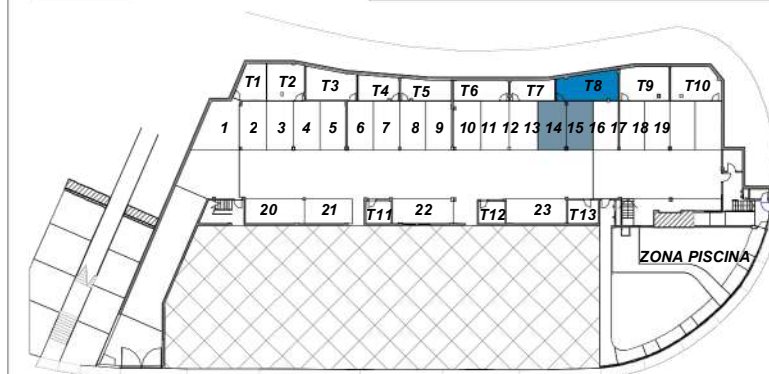 T1 T2 T3 T4 T5 T6 T7 T8 T9 T10
1 2 3 4 5 6 7 8 9 10 11 12 13 14 15 16 17 18 19
20 21 T11 22 T12 23 T13
ZONA PISCINA